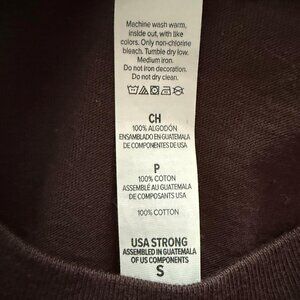 Machine wash warm,
inside out, with like
colors. Only non-chlorine
bleach. Tumble dry low.
Medium iron.
Do not iron decoration.
Do not dry clean.
CH
100% ALGODÓN
ENSAMBLADO EN GUATEMALA
DE COMPONENTES DE USA
P
100% COTON
ASSEMBLÉ AU GUATEMALA
DE COMPOSANTS USA
100% COTTON
USA STRONG
ASSEMBLED IN GUATEMALA
OF US COMPONENTS
S